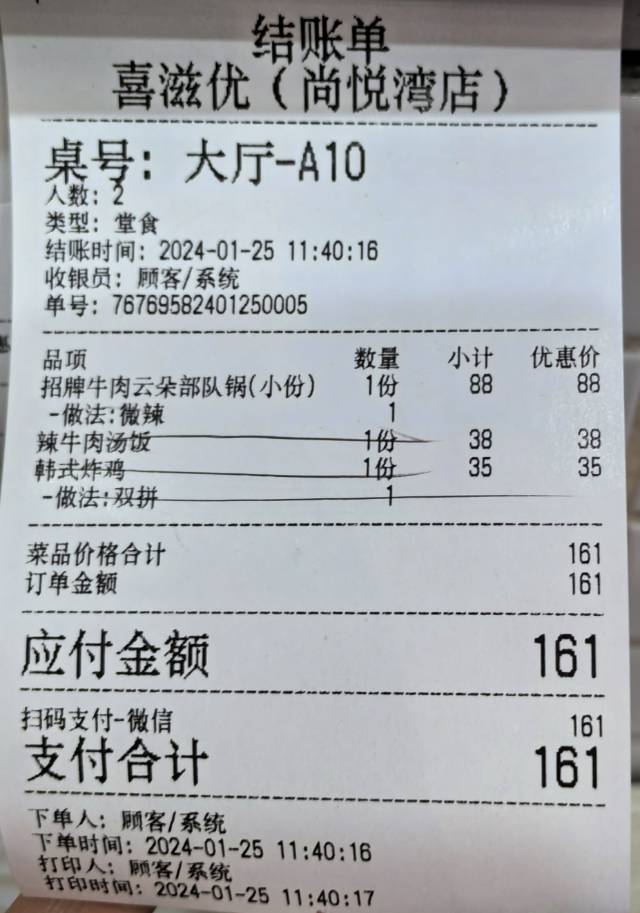 结账单
喜滋优(尚悦湾店)
桌号: 大厅-A10
人数: 2
类型: 堂食
结账时间: 2024-01-25 11:40:16
收银员: 顾客/系统
单号: 76769582401250005
品项 数量 小计 优惠价
招牌牛肉云朵部队锅(小份) 1份 88 88
-做法:微辣 1
辣牛肉汤饭 1份 38 38
韩式炸鸡 1份 35 35
-做法:双拼 1
菜品价格合计 161
订单金额 161
应付金额 161
扫码支付-微信 161
支付合计 161
下单人: 顾客/系统
下单时间: 2024-01-25 11:40:16
打印人: 顾客/系统
打印时间: 2024-01-25 11:40:17